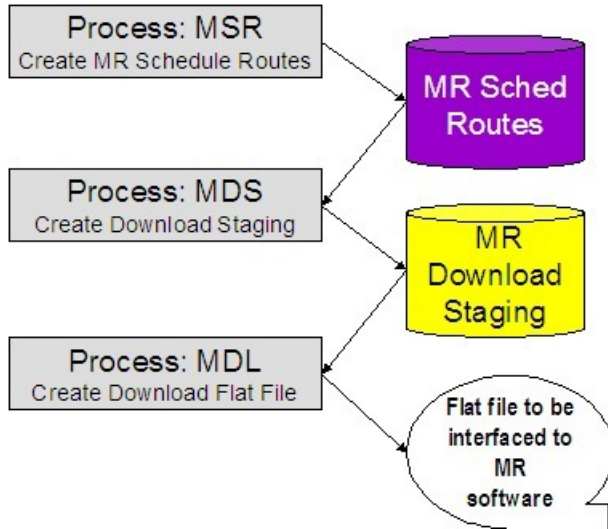 Process: MSR
Create MR Schedule Routes
MR Sched
Routes
Process: MDS
Create Download Staging
MR
Download
Staging
Process: MDL
Create Download Flat File
Flat file to be
interfaced to
MR
software